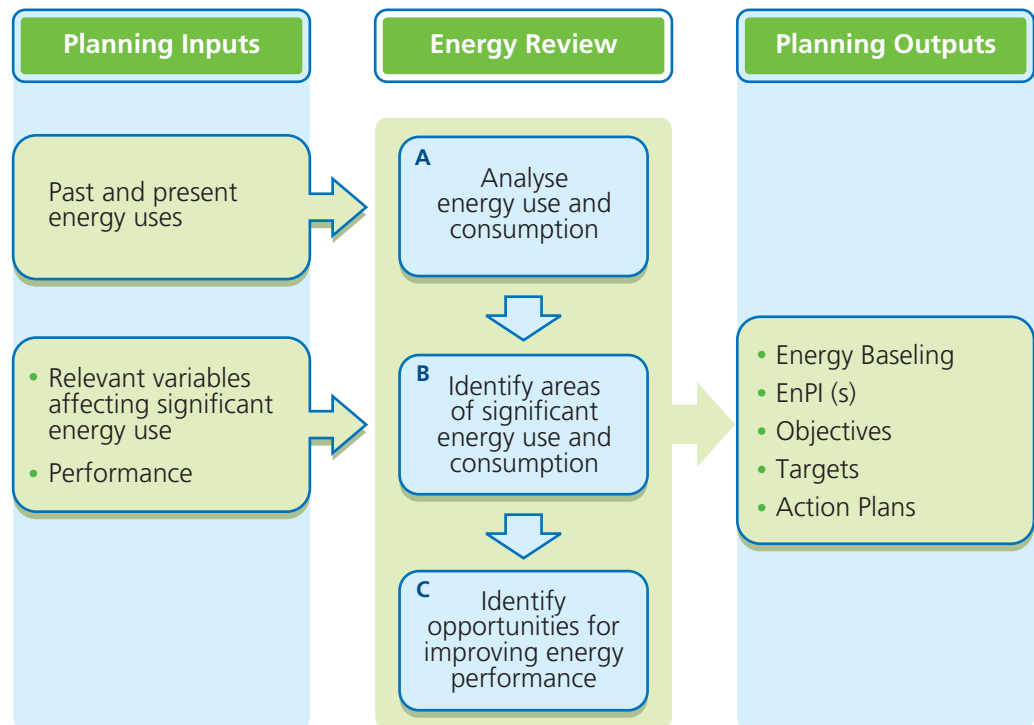 Planning Inputs
Energy Review
Planning Outputs
Past and present
energy uses
• Relevant variables
affecting significant
energy use
• Performance
A
Analyse
energy use and
consumption
B
Identify areas
of significant
energy use and
consumption
C
Identify
opportunities for
improving energy
performance
• Energy Baseling
• EnPI (s)
• Objectives
• Targets
• Action Plans